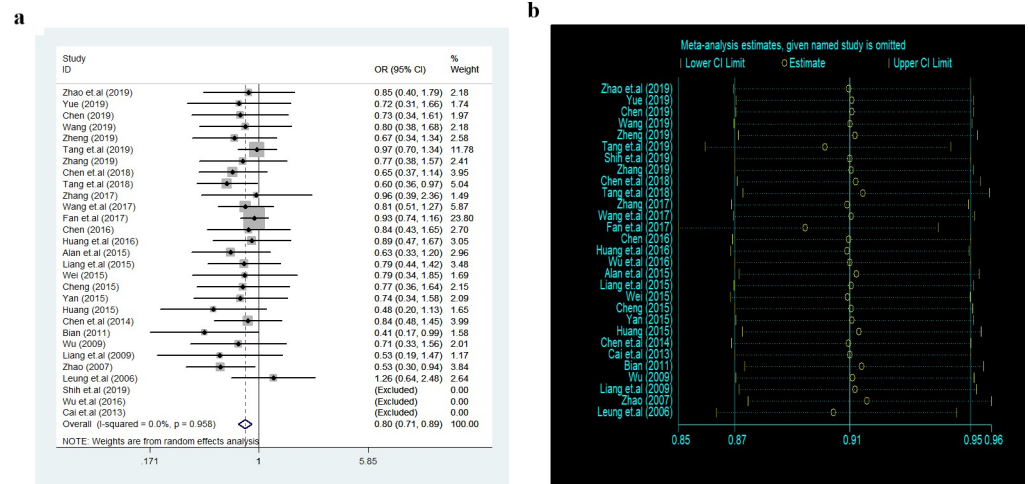 a
Study
%
ID
OR (95% CI)
Weight
Zhao et.al (2019) 0.85 (0.40, 1.79) 2.18
Yue (2019) 0.72 (0.31, 1.66) 1.74
Chen (2019) 0.73 (0.34, 1.61) 1.97
Wang (2019) 0.80 (0.38, 1.68) 2.18
Zheng (2019) 0.67 (0.34, 1.34) 2.58
Tang et.al (2019) 0.97 (0.70, 1.34) 11.78
Zhang (2019) 0.77 (0.38, 1.57) 2.41
Chen et.al (2018) 0.65 (0.37, 1.14) 3.95
Tang et.al (2018) 0.60 (0.36, 0.97) 5.04
Zhang (2017) 0.96 (0.39, 2.36) 1.49
Wang et.al (2017) 0.81 (0.51, 1.27) 5.87
Fan et.al (2017) 0.93 (0.74, 1.16) 23.80
Chen (2016) 0.84 (0.43, 1.65) 2.70
Huang et.al (2016) 0.89 (0.47, 1.67) 3.05
Alan et.al (2015) 0.63 (0.33, 1.20) 2.96
Liang et.al (2015) 0.79 (0.44, 1.42) 3.48
Wei (2015) 0.79 (0.34, 1.85) 1.69
Cheng (2015) 0.77 (0.36, 1.64) 2.15
Yan (2015) 0.74 (0.34, 1.58) 2.09
Huang (2015) 0.48 (0.20, 1.13) 1.65
Chen et.al (2014) 0.84 (0.48, 1.45) 3.99
Bian (2011) 0.41 (0.17, 0.99) 1.58
Wu (2009) 0.71 (0.33, 1.56) 2.01
Liang et.al (2009) 0.53 (0.19, 1.47) 1.17
Zhao (2007) 0.53 (0.30, 0.94) 3.84
Leung et.al (2006) 1.26 (0.64, 2.48) 2.64
Shih et.al (2019) (Excluded) 0.00
Wu et.al (2016) (Excluded) 0.00
Cai et.al (2013) (Excluded) 0.00
Overall (I-squared = 0.0%, p = 0.958) 0.80 (0.71, 0.89) 100.00
NOTE: Weights are from random effects analysis
.171 1 5.85
b
Meta-analysis estimates, given named study is omitted
Lower CI Limit Estimate Upper CI Limit
Zhao et.al (2019)
Yue (2019)
Chen (2019)
Wang (2019)
Zheng (2019)
Tang et.al (2019)
Shih et.al (2019)
Zhang (2019)
Chen et.al (2018)
Tang et.al (2018)
Zhang (2017)
Wang et.al (2017)
Fan et.al (2017)
Chen (2016)
Huang et.al (2016)
Wu et.al (2016)
Alan et.al (2015)
Liang et.al (2015)
Wei (2015)
Cheng (2015)
Yan (2015)
Huang (2015)
Chen et.al (2014)
Cai et.al (2013)
Bian (2011)
Wu (2009)
Liang et.al (2009)
Zhao (2007)
Leung et.al (2006)
0.85 0.87 0.91 0.95 0.96